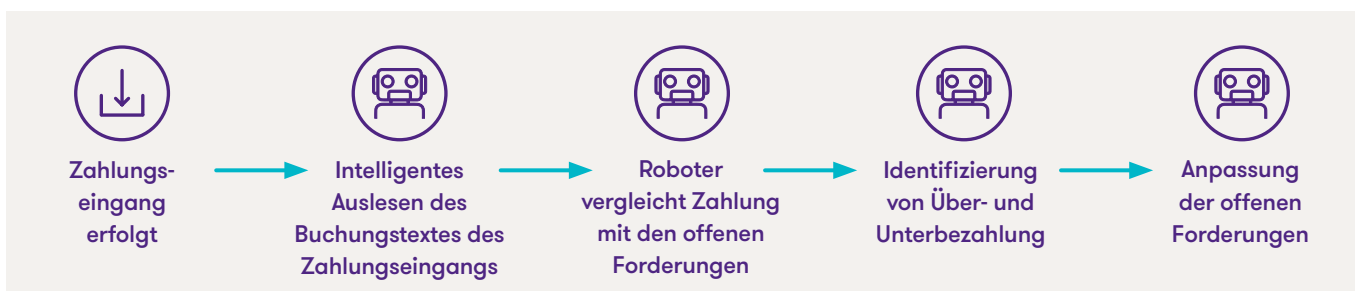 Zahlungs-
eingang
erfolgt
Intelligentes
Auslesen des
Buchungstextes des
Zahlungseingangs
Roboter
vergleicht Zahlung
mit den offenen
Forderungen
Identifizierung
von Über- und
Unterbezahlung
Anpassung
der offenen
Forderungen